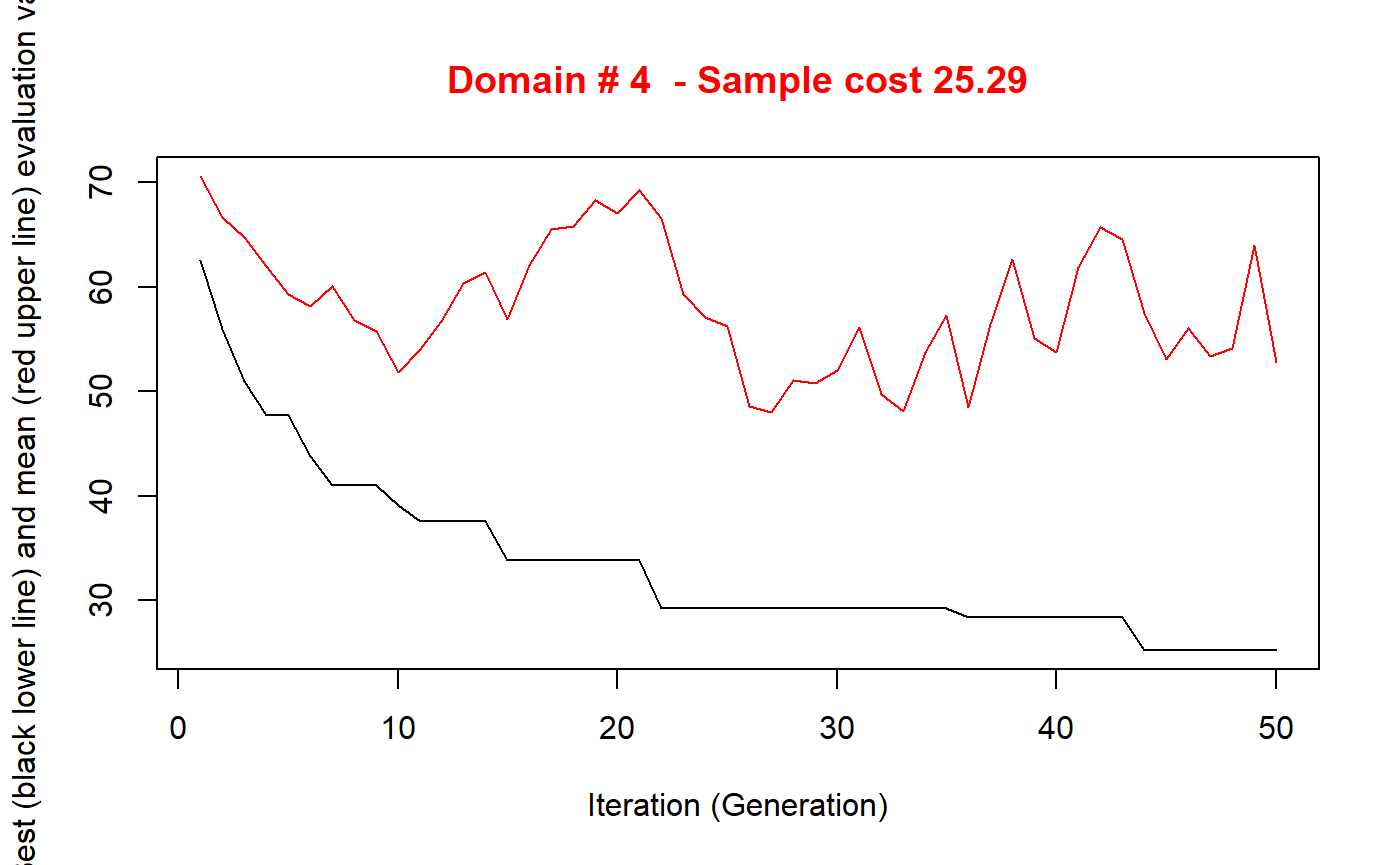 Domain # 4 - Sample cost 25.29
(black lower line) and mean (red upper line) evaluation
70
60
50
40
30
0 10 20 30 40 50
Iteration (Generation)